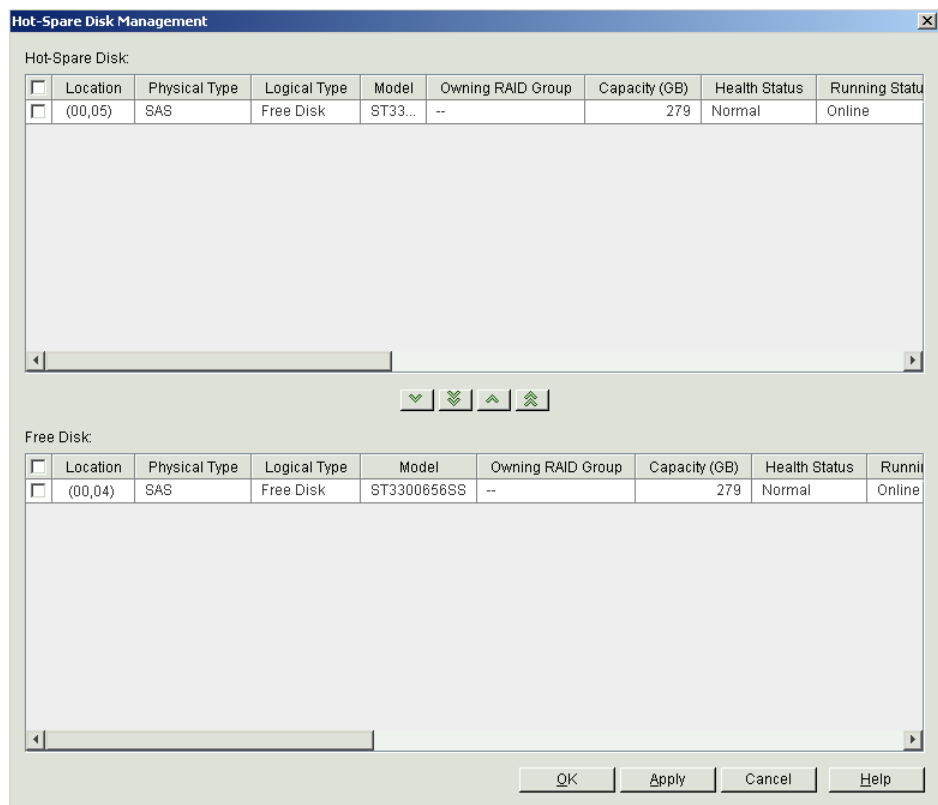 Hot-Spare Disk Management
Hot-Spare Disk:
Location Physical Type Logical Type Model Owning RAID Group Capacity (GB) Health Status Running Statu
(00,05) SAS Free Disk ST33... -- 279 Normal Online
Free Disk:
Location Physical Type Logical Type Model Owning RAID Group Capacity (GB) Health Status Runnin
(00,04) SAS Free Disk ST3300656SS -- 279 Normal Online
OK Apply Cancel Help